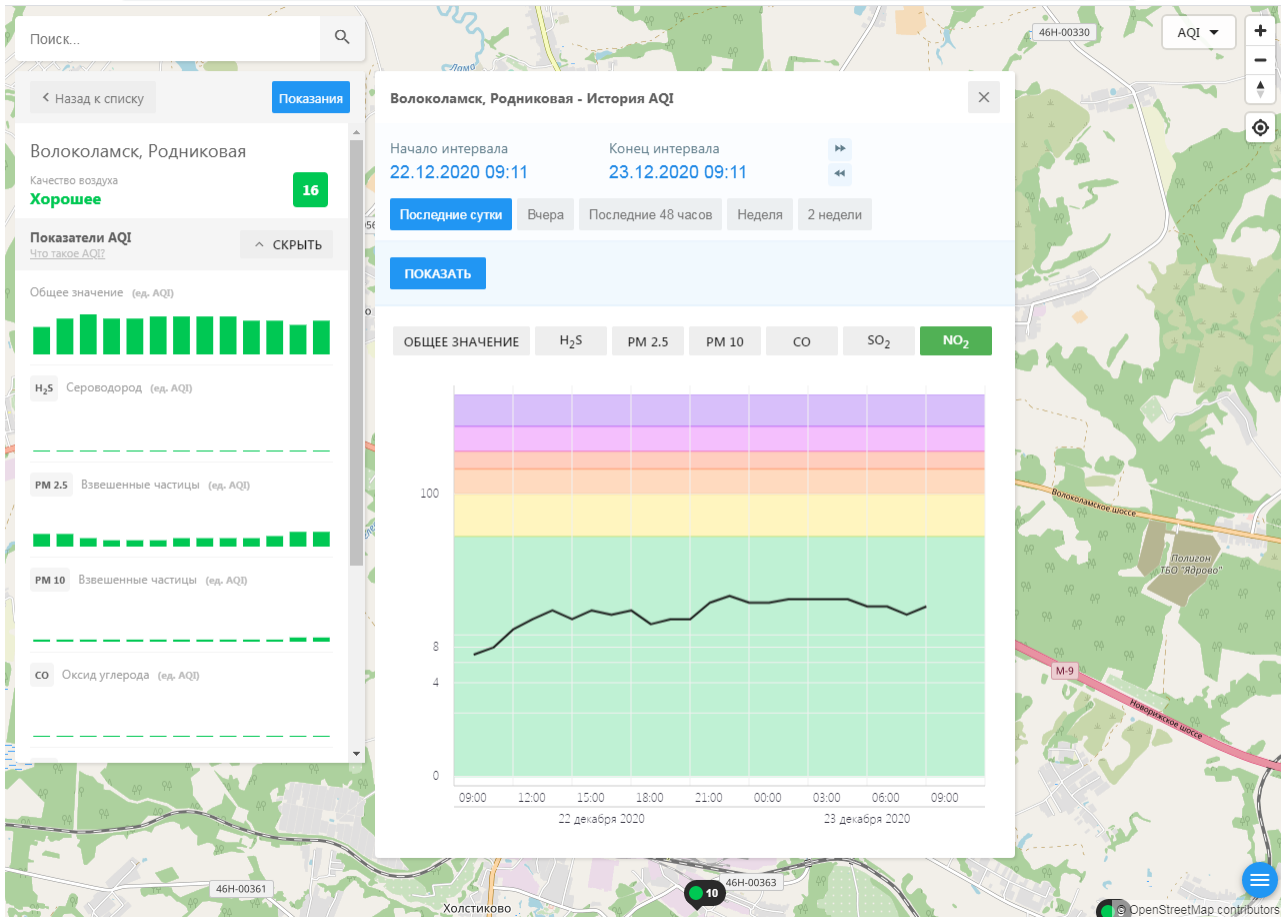 Поиск...
46Н-00330
AQI
Назад к списку
Показания
Волоколамск, Родниковая
Качество воздуха
Хорошее
16
Показатели AQI
Что такое AQI?
СКРЫТЬ
Общее значение (ед. AQI)
H2S Сероводород (ед. AQI)
PM 2.5 Взвешенные частицы (ед. AQI)
PM 10 Взвешенные частицы (ед. AQI)
CO Оксид углерода (ед. AQI)
Волоколамск, Родниковая - История AQI
Начало интервала
22.12.2020 09:11
Конец интервала
23.12.2020 09:11
Последние сутки
Вчера
Последние 48 часов
Неделя
2 недели
ПОКАЗАТЬ
ОБЩЕЕ ЗНАЧЕНИЕ
H2S
PM 2.5
PM 10
CO
SO2
NO2
100
8
4
0
09:00 12:00 15:00 18:00 21:00 00:00 03:00 06:00 09:00
22 декабря 2020 23 декабря 2020
Волоколамское шоссе
Полигон
ТБО "Ядрово"
М-9
Новорижское шоссе
46Н-00361
10
46Н-00363
Холстиково
© OpenStreetMap contributors